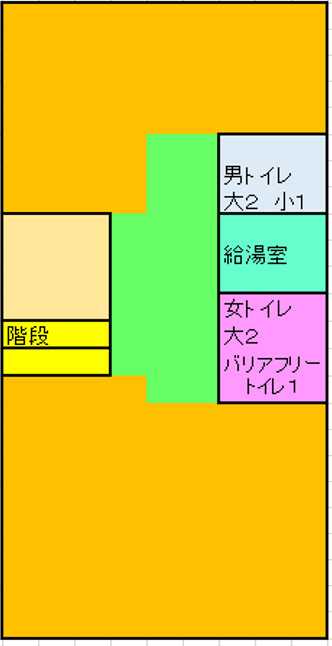 男トイレ
大2　小1
給湯室
女トイレ
大2
バリアフリー
トイレ1
階段